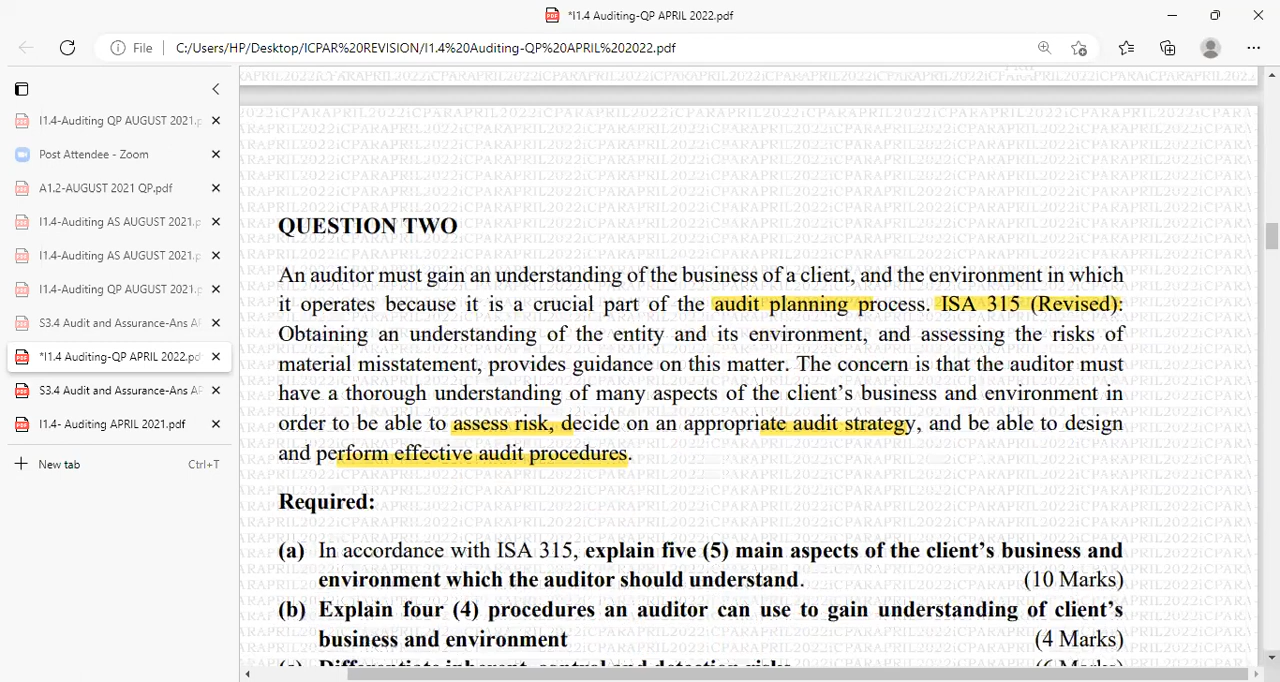 *I1.4 Auditing-QP APRIL 2022.pdf
File
C:/Users/HP/Desktop/ICPAR%20REVISION/I1.4%20Auditing-QP%20APRIL%202022.pdf
I1.4-Auditing QP AUGUST 2021.p
Post Attendee - Zoom
A1.2-AUGUST 2021 QP.pdf
I1.4-Auditing AS AUGUST 2021.p
I1.4-Auditing AS AUGUST 2021.p
I1.4-Auditing QP AUGUST 2021.p
S3.4 Audit and Assurance-Ans AP
*I1.4 Auditing-QP APRIL 2022.pd
S3.4 Audit and Assurance-Ans AP
I1.4- Auditing APRIL 2021.pdf
New tab Ctrl+T
QUESTION TWO
An auditor must gain an understanding of the business of a client, and the environment in which
it operates because it is a crucial part of the audit planning process. ISA 315 (Revised):
Obtaining an understanding of the entity and its environment, and assessing the risks of
material misstatement, provides guidance on this matter. The concern is that the auditor must
have a thorough understanding of many aspects of the client's business and environment in
order to be able to assess risk, decide on an appropriate audit strategy, and be able to design
and perform effective audit procedures.
Required:
(a) In accordance with ISA 315, explain five (5) main aspects of the client's business and
environment which the auditor should understand. (10 Marks)
(b) Explain four (4) procedures an auditor can use to gain understanding of client's
business and environment (4 Marks)
(c) Differentiate inherent, control and detection risks (6 Marks)